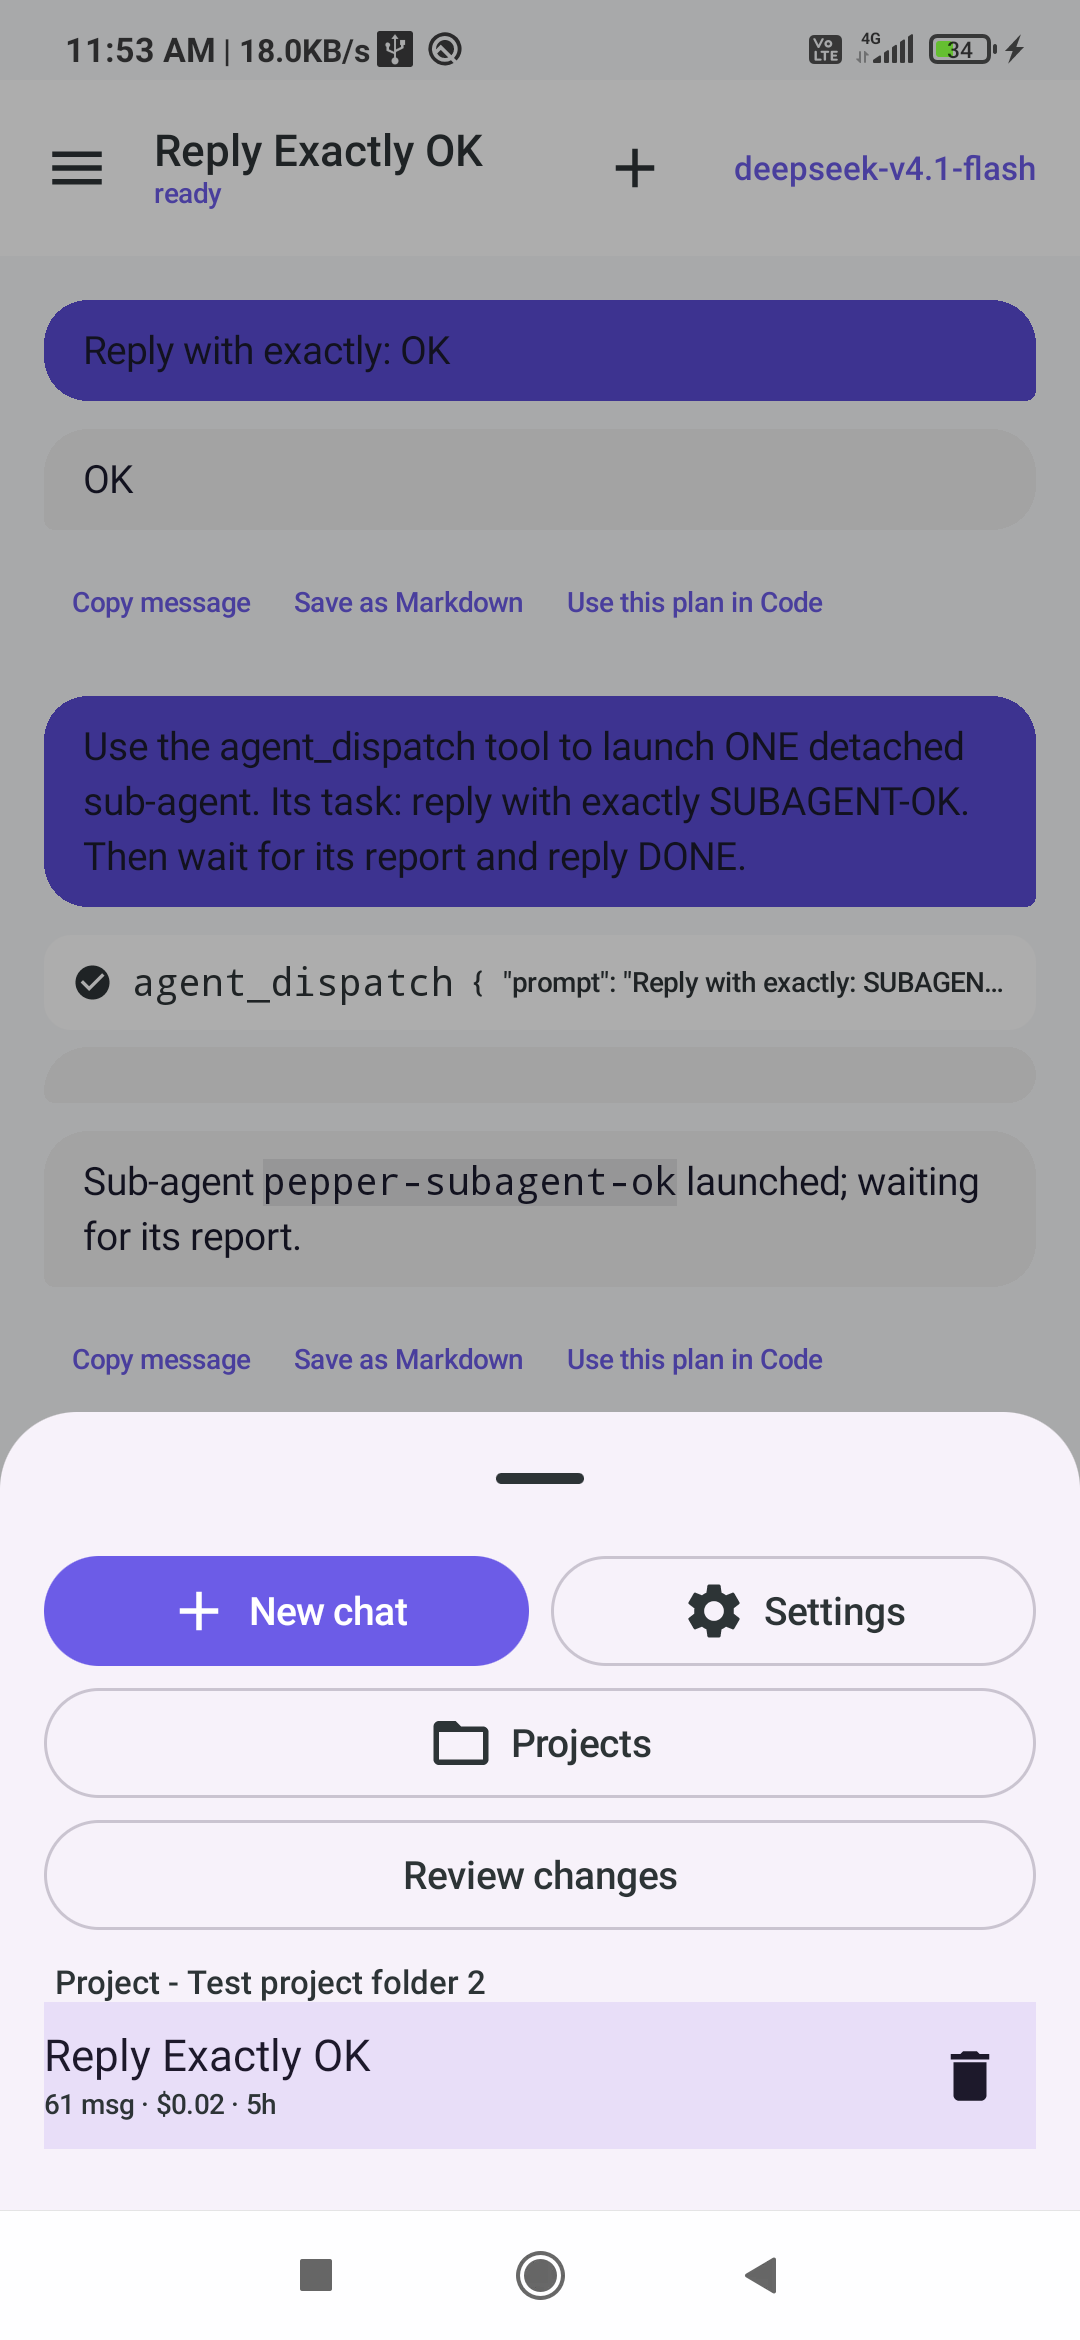 11:53 AM | 18.0KB/s
Vo LTE
4G
34
Reply Exactly OK
ready
deepseek-v4.1-flash
Reply with exactly: OK
OK
Copy message Save as Markdown Use this plan in Code
Use the agent_dispatch tool to launch ONE detached
sub-agent. Its task: reply with exactly SUBAGENT-OK.
Then wait for its report and reply DONE.
agent_dispatch { "prompt": "Reply with exactly: SUBAGEN...
Sub-agent pepper-subagent-ok launched; waiting
for its report.
Copy message Save as Markdown Use this plan in Code
New chat
Settings
Projects
Review changes
Project - Test project folder 2
Reply Exactly OK
61 msg · $0.02 · 5h